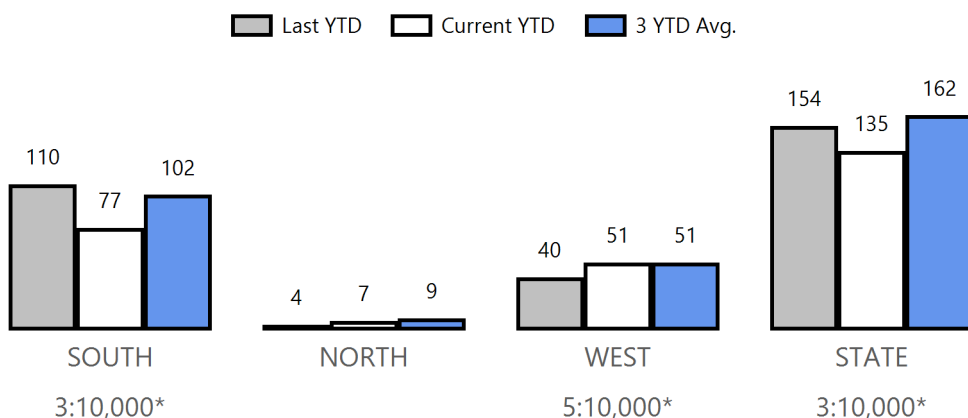 Last YTD Current YTD 3 YTD Avg.
110 77 102 4 7 9 40 51 51 154 135 162
SOUTH NORTH WEST STATE
3:10,000* 5:10,000* 3:10,000*